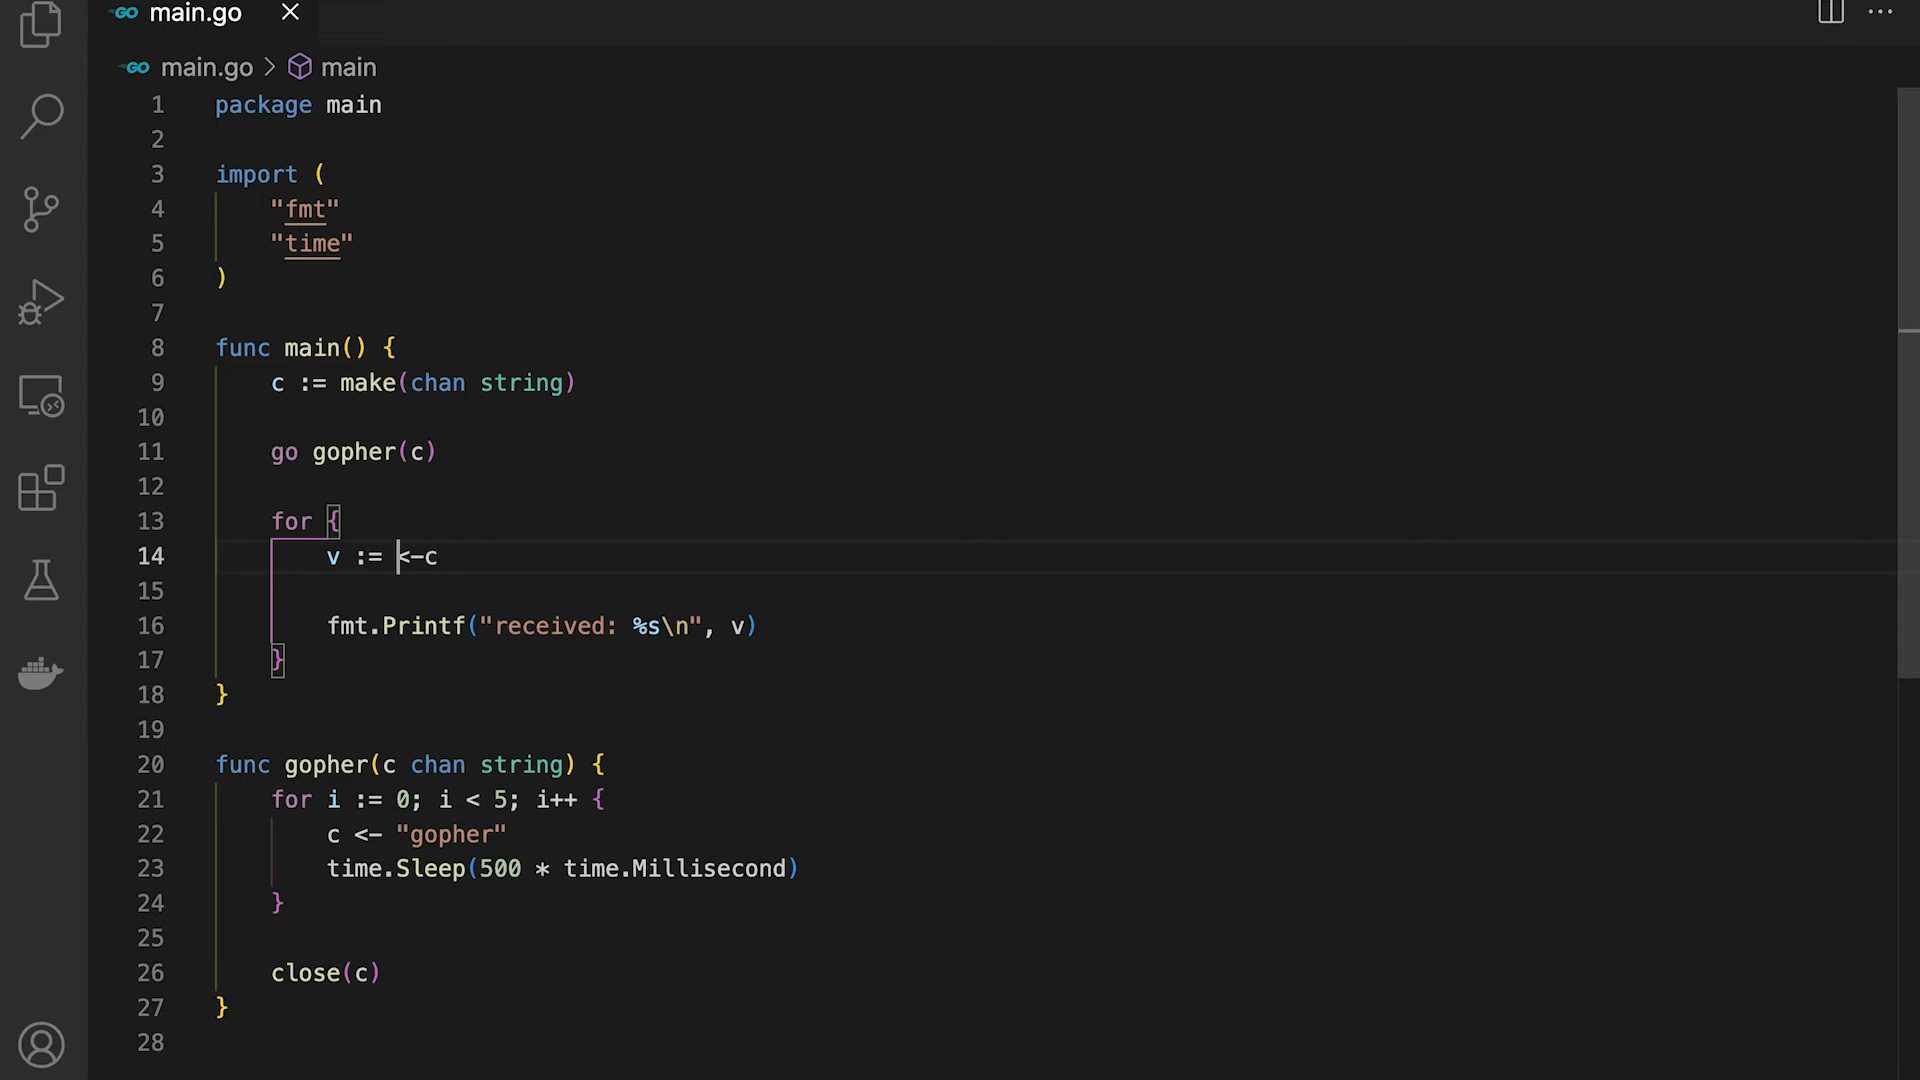 GO main.go
GO main.go > main
1 package main
2
3 import (
4 "fmt"
5 "time"
6 )
7
8 func main() {
9 c := make(chan string)
10
11 go gopher(c)
12
13 for {
14 v := <-c
15
16 fmt.Printf("received: %s\n", v)
17 }
18 }
19
20 func gopher(c chan string) {
21 for i := 0; i < 5; i++ {
22 c <- "gopher"
23 time.Sleep(500 * time.Millisecond)
24 }
25
26 close(c)
27 }
28